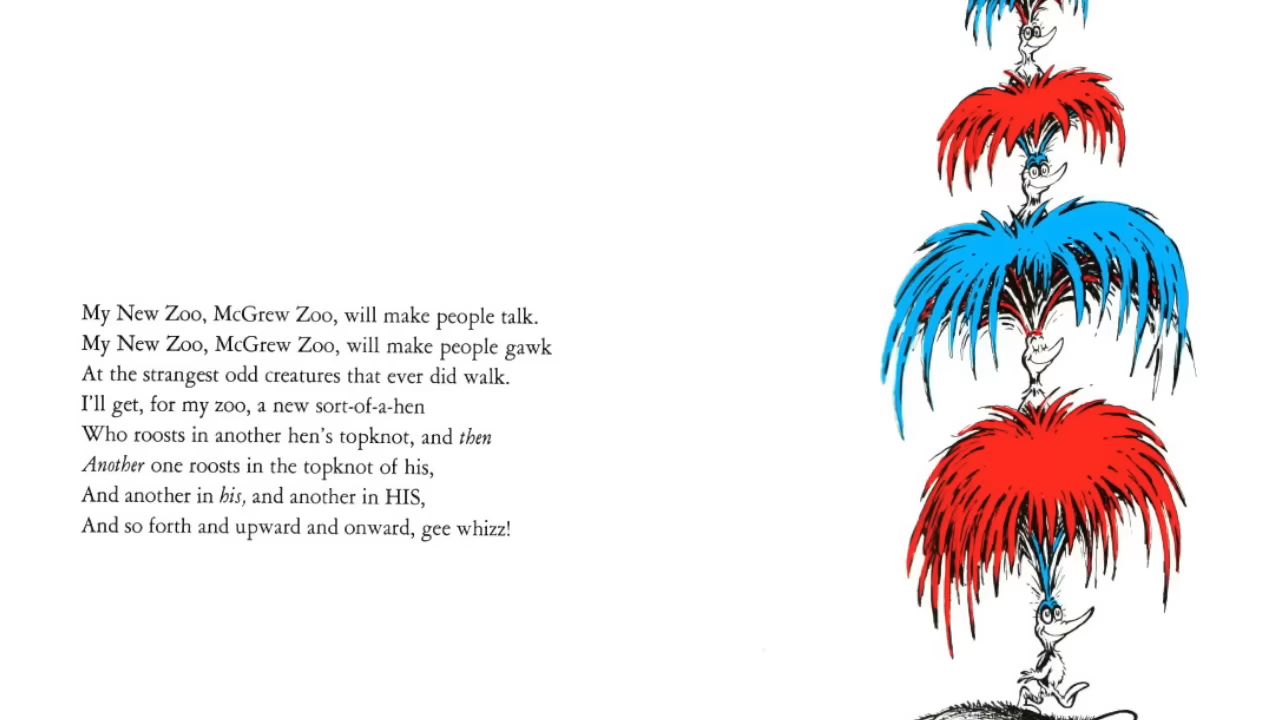 My New Zoo, McGrew Zoo, will make people talk.
My New Zoo, McGrew Zoo, will make people gawk
At the strangest odd creatures that ever did walk.
I'll get, for my zoo, a new sort-of-a-hen
Who roosts in another hen's topknot, and then
Another one roosts in the topknot of his,
And another in his, and another in HIS,
And so forth and upward and onward, gee whizz!